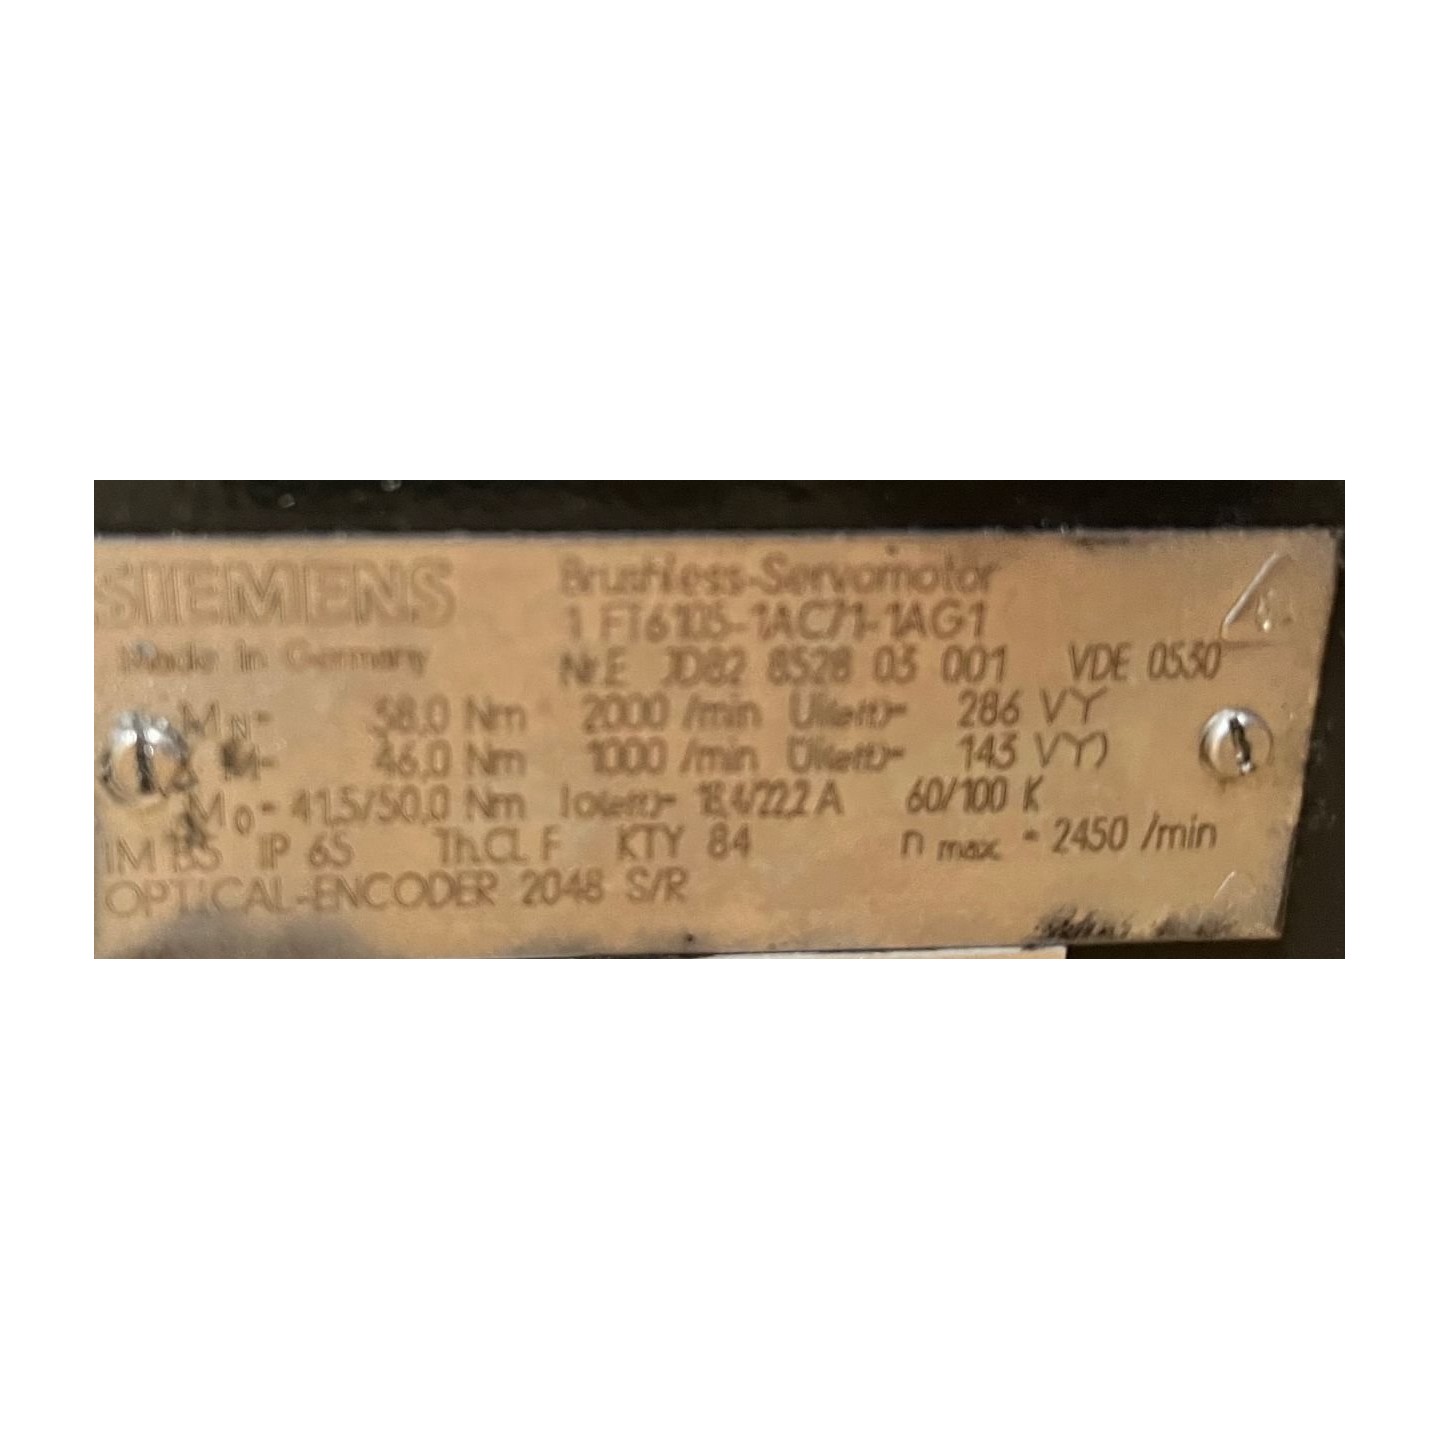 SIEMENS Brushless-Servomotor
1 FT6105-1AC71-1AG1
Made in Germany Nr.E JD82 8528 03 001 VDE 0530
MN= 38.0 Nm 2000 /min Ui(eff)= 286 VY
M= 46.0 Nm 1000 /min Ui(eff)= 143 VY)
M0= 41.5/50.0 Nm Io(eff)= 18.4/22.2 A 60/100 K
IM B5 IP 65 Th.Cl. F KTY 84 n max = 2450 /min
OPTICAL-ENCODER 2048 S/R